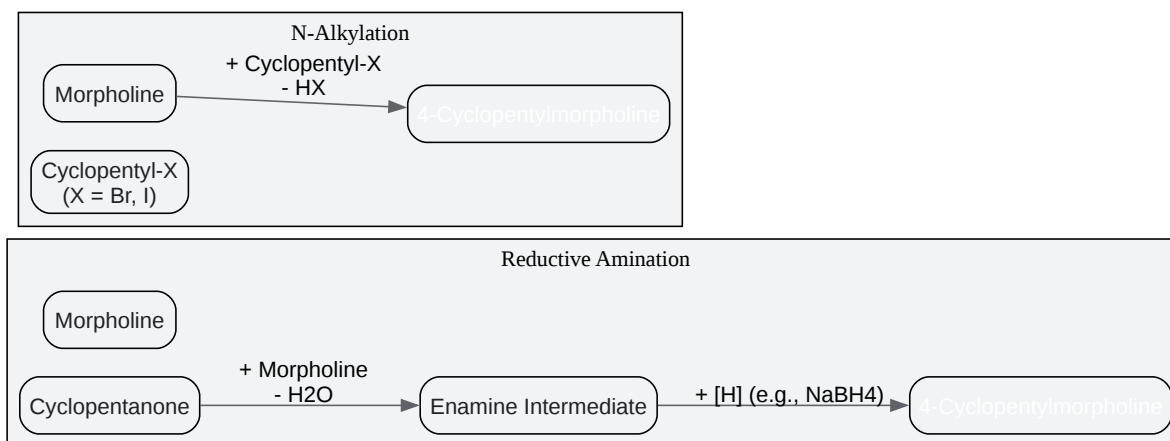 N-Alkylation
+ Cyclopentyl-X
- HX
Morpholine
4-Cyclopentylmorpholine
Cyclopentyl-X
(X = Br, I)
Reductive Amination
Morpholine
+ Morpholine
- H2O
+ [H] (e.g., NaBH4)
Cyclopentanone
Enamine Intermediate
4-Cyclopentylmorpholine